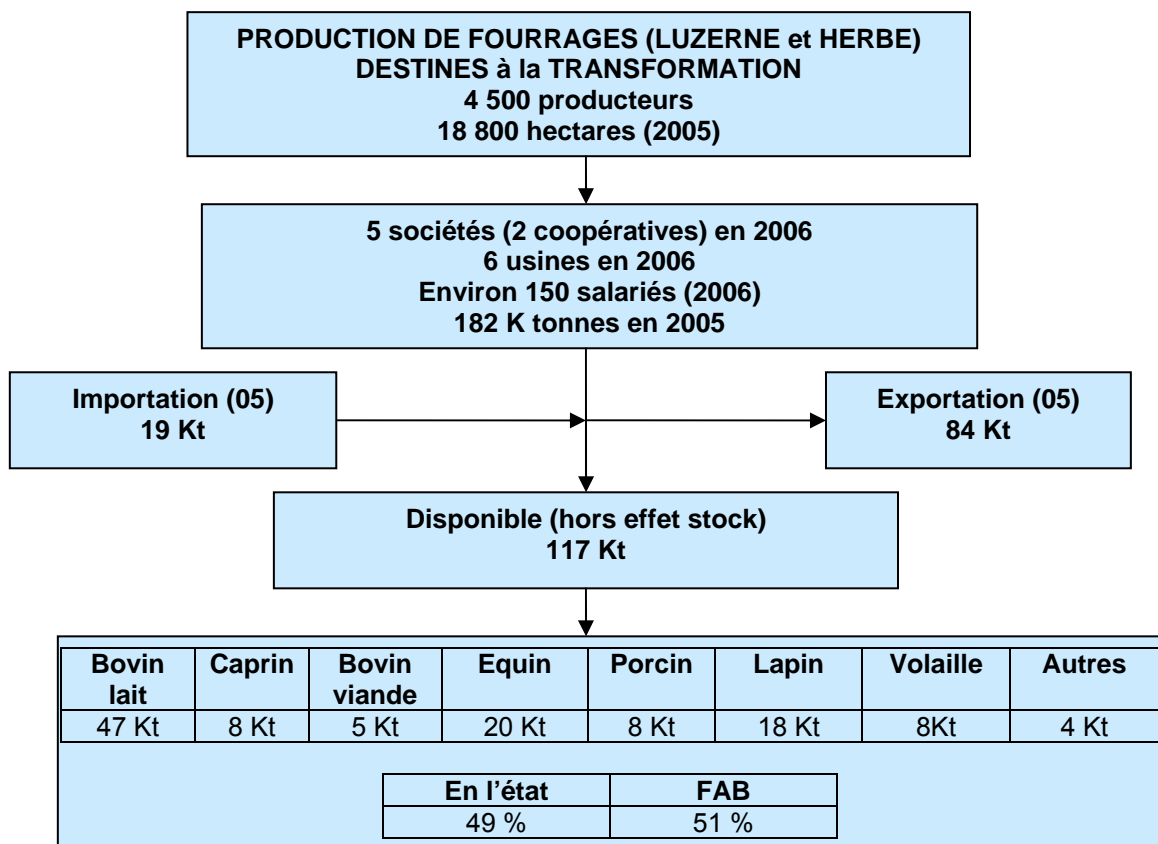 PRODUCTION DE FOURRAGES (LUZERNE et HERBE)
DESTINES à la TRANSFORMATION
4 500 producteurs
18 800 hectares (2005)
5 sociétés (2 coopératives) en 2006
6 usines en 2006
Environ 150 salariés (2006)
182 K tonnes en 2005
Importation (05)
19 Kt
Exportation (05)
84 Kt
Disponible (hors effet stock)
117 Kt
Bovin lait Caprin Bovin viande Equin Porcin Lapin Volaille Autres
47 Kt 8 Kt 5 Kt 20 Kt 8 Kt 18 Kt 8Kt 4 Kt
En l’état FAB
49 % 51 %